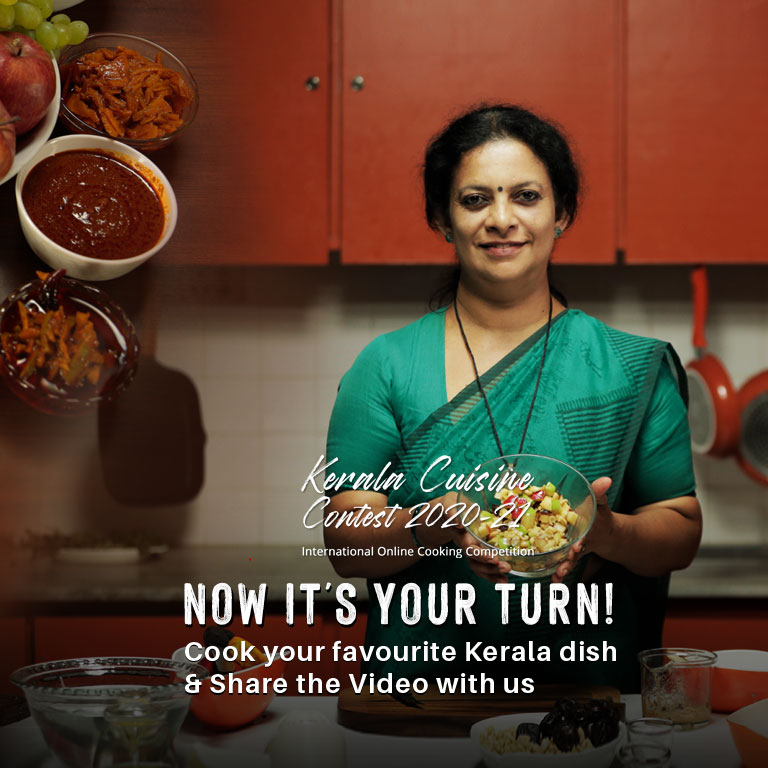 Kerala Cuisine
Contest 2020-21
International Online Cooking Competition
NOW IT'S YOUR TURN!
Cook your favourite Kerala dish
& Share the Video with us